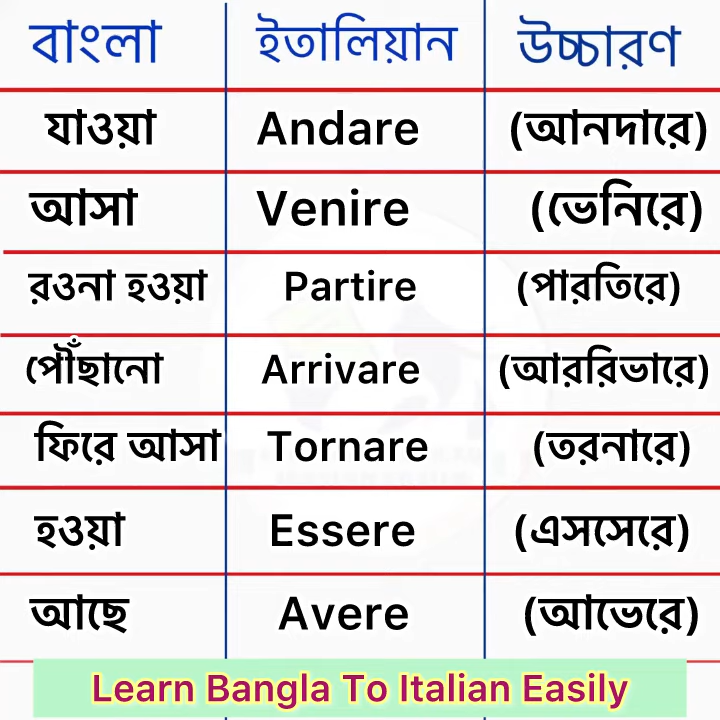 বাংলা ইতালিয়ান উচ্চারণ
যাওয়া Andare (আনদারে)
আসা Venire (ভেনিরে)
রওনা হওয়া Partire (পারতিরে)
পৌঁছানো Arrivare (আররিভারে)
ফিরে আসা Tornare (তরনারে)
হওয়া Essere (এসসেরে)
আছে Avere (আভেরে)
Learn Bangla To Italian Easily